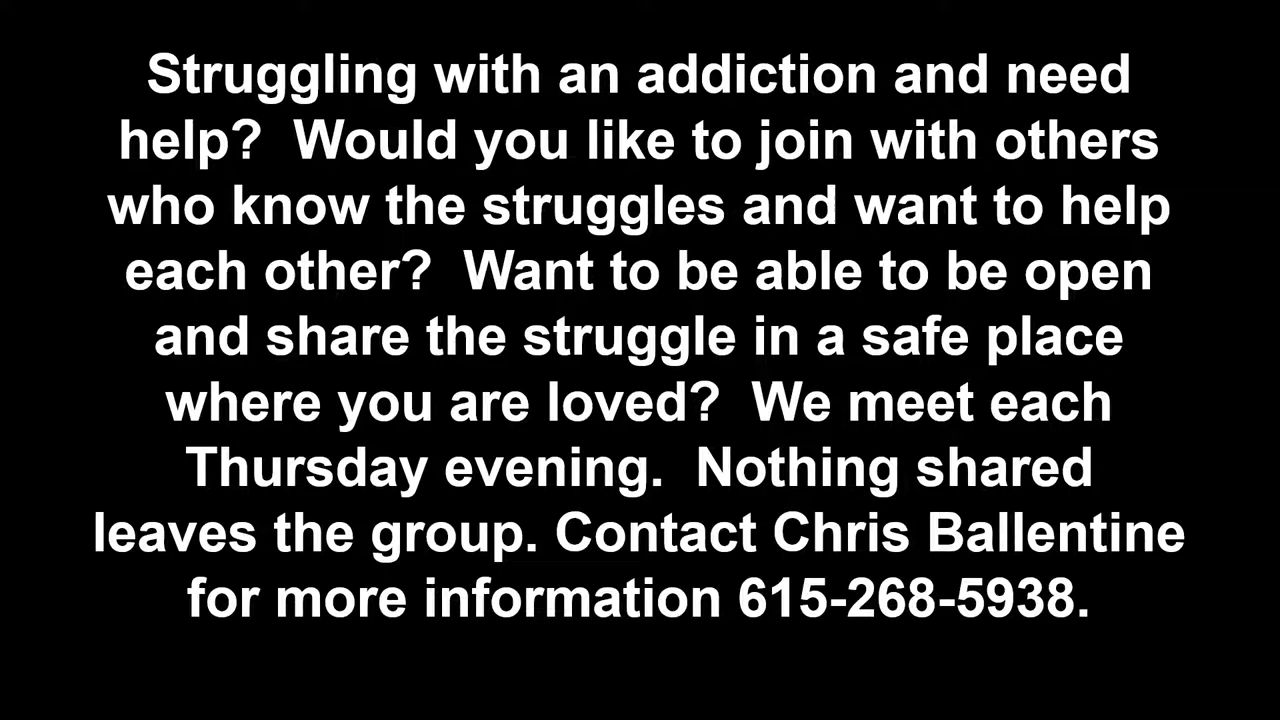 Struggling with an addiction and need
help?  Would you like to join with others
who know the struggles and want to help
each other?  Want to be able to be open
and share the struggle in a safe place
where you are loved?  We meet each
Thursday evening.  Nothing shared
leaves the group. Contact Chris Ballentine
for more information 615-268-5938.